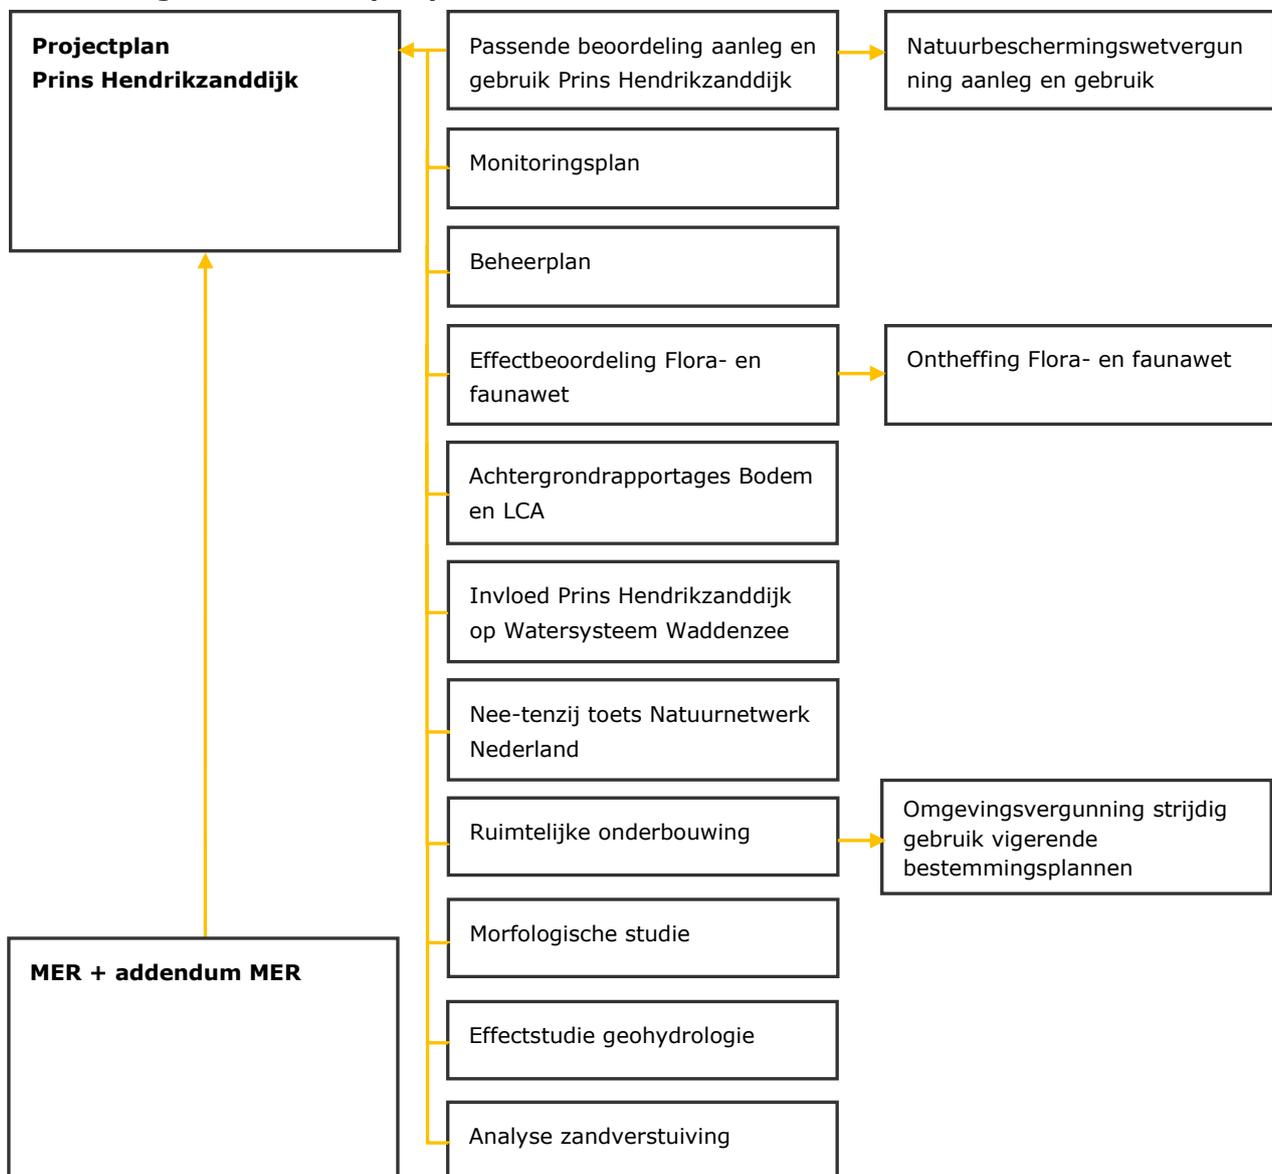 Projectplan
Prins Hendrikzanddijk
Passende beoordeling aanleg en
gebruik Prins Hendrikzanddijk
Natuurbeschermingswetvergun
ning aanleg en gebruik
Monitoringsplan
Beheerplan
Effectbeoordeling Flora- en
faunawet
Ontheffing Flora- en faunawet
Achtergrondrapportages Bodem
en LCA
Invloed Prins Hendrikzanddijk
op Watersysteem Waddenzee
Nee-tenzij toets Natuurnetwerk
Nederland
Ruimtelijke onderbouwing
Omgevingsvergunning strijdig
gebruik vigerende
bestemmingsplannen
Morfologische studie
MER + addendum MER
Effectstudie geohydrologie
Analyse zandverstuiving